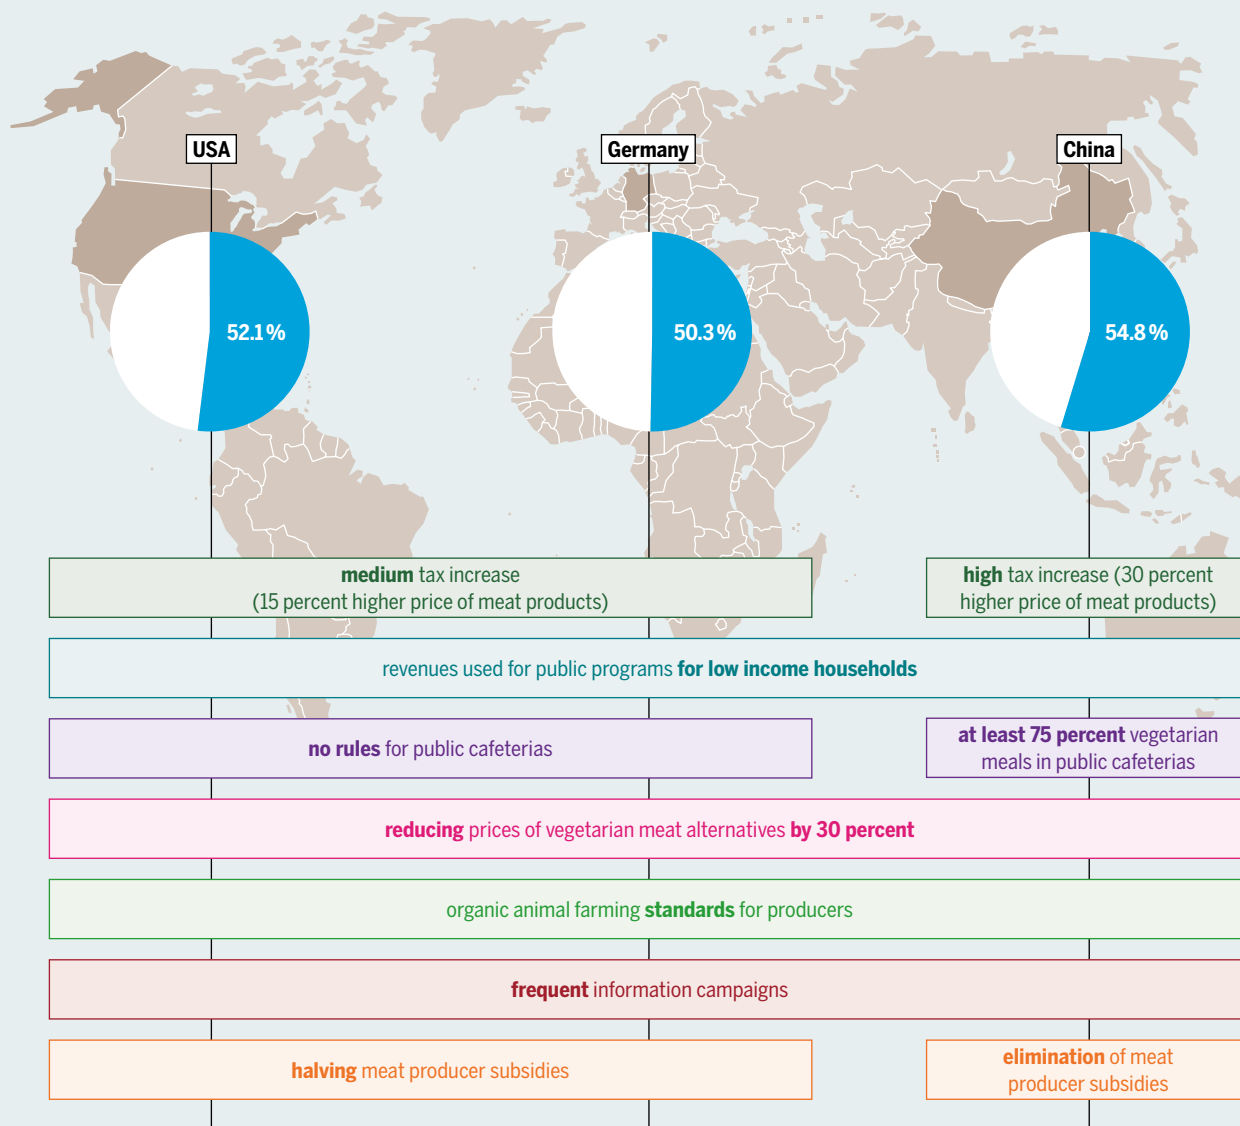 USA
Germany
China
52.1 %
50.3 %
54.8 %
medium tax increase
(15 percent higher price of meat products)
high tax increase (30 percent
higher price of meat products)
revenues used for public programs for low income households
no rules for public cafeterias
at least 75 percent vegetarian
meals in public cafeterias
reducing prices of vegetarian meat alternatives by 30 percent
organic animal farming standards for producers
frequent information campaigns
halving meat producer subsidies
elimination of meat
producer subsidies